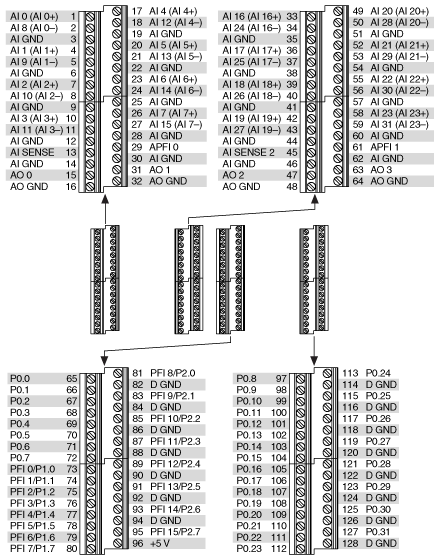 AI 0 (AI 0+) 1
AI 8 (AI 0–) 2
AI GND 3
AI 1 (AI 1+) 4
AI 9 (AI 1–) 5
AI GND 6
AI 2 (AI 2+) 7
AI 10 (AI 2–) 8
AI GND 9
AI 3 (AI 3+) 10
AI 11 (AI 3–) 11
AI GND 12
AI SENSE 13
AI GND 14
AO 0 15
AO GND 16
17 AI 4 (AI 4+)
18 AI 12 (AI 4–)
19 AI GND
20 AI 5 (AI 5+)
21 AI 13 (AI 5–)
22 AI GND
23 AI 6 (AI 6+)
24 AI 14 (AI 6–)
25 AI GND
26 AI 7 (AI 7+)
27 AI 15 (AI 7–)
28 AI GND
29 APFI 0
30 AI GND
31 AO 1
32 AO GND
AI 16 (AI 16+) 33
AI 24 (AI 16–) 34
AI GND 35
AI 17 (AI 17+) 36
AI 25 (AI 17–) 37
AI GND 38
AI 18 (AI 18+) 39
AI 26 (AI 18–) 40
AI GND 41
AI 19 (AI 19+) 42
AI 27 (AI 19–) 43
AI GND 44
AI SENSE 2 45
AI GND 46
AO 2 47
AO GND 48
49 AI 20 (AI 20+)
50 AI 28 (AI 20–)
51 AI GND
52 AI 21 (AI 21+)
53 AI 29 (AI 21–)
54 AI GND
55 AI 22 (AI 22+)
56 AI 30 (AI 22–)
57 AI GND
58 AI 23 (AI 23+)
59 AI 31 (AI 23–)
60 AI GND
61 APFI 1
62 AI GND
63 AO 3
64 AO GND
P0.0 65
P0.1 66
P0.2 67
P0.3 68
P0.4 69
P0.5 70
P0.6 71
P0.7 72
PFI 0/P1.0 73
PFI 1/P1.1 74
PFI 2/P1.2 75
PFI 3/P1.3 76
PFI 4/P1.4 77
PFI 5/P1.5 78
PFI 6/P1.6 79
PFI 7/P1.7 80
81 PFI 8/P2.0
82 D GND
83 PFI 9/P2.1
84 D GND
85 PFI 10/P2.2
86 D GND
87 PFI 11/P2.3
88 D GND
89 PFI 12/P2.4
90 D GND
91 PFI 13/P2.5
92 D GND
93 PFI 14/P2.6
94 D GND
95 PFI 15/P2.7
96 +5 V
P0.8 97
P0.9 98
P0.10 99
P0.11 100
P0.12 101
P0.13 102
P0.14 103
P0.15 104
P0.16 105
P0.17 106
P0.18 107
P0.19 108
P0.20 109
P0.21 110
P0.22 111
P0.23 112
113 P0.24
114 D GND
115 P0.25
116 D GND
117 P0.26
118 D GND
119 P0.27
120 D GND
121 P0.28
122 D GND
123 P0.29
124 D GND
125 P0.30
126 D GND
127 P0.31
128 D GND